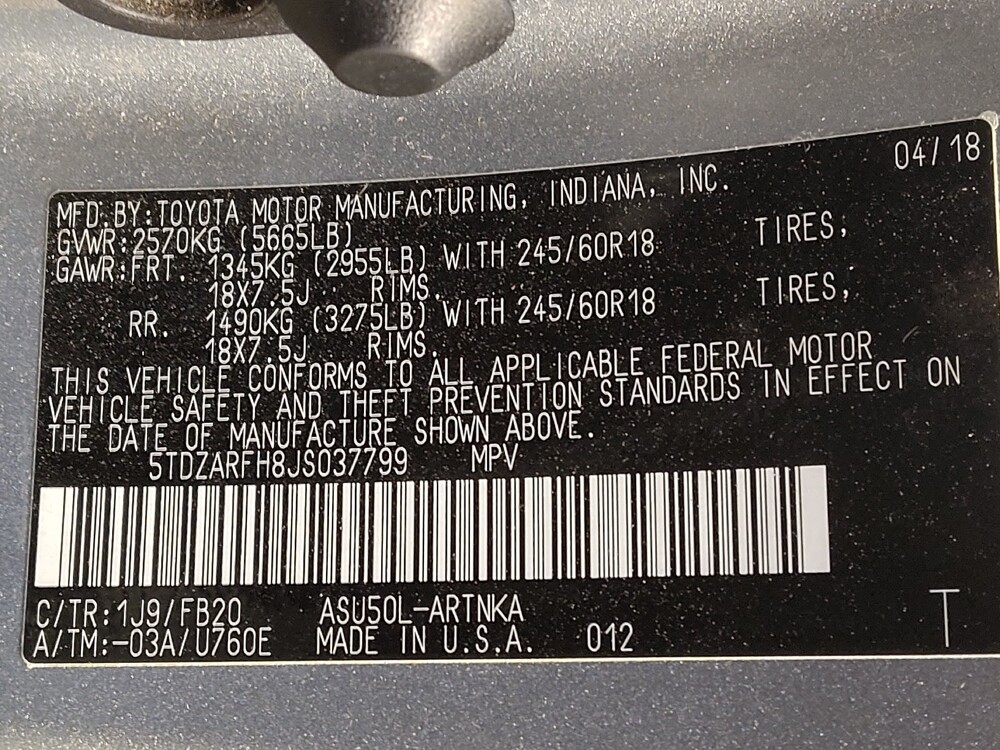 04/18
MFD.BY:TOYOTA MOTOR MANUFACTURING, INDIANA, INC.
GVWR:2570KG (5665LB)
GAWR:FRT. 1345KG (2955LB) WITH 245/60R18 TIRES,
18X7.5J RIMS,
RR. 1490KG (3275LB) WITH 245/60R18 TIRES,
18X7.5J RIMS,
THIS VEHICLE CONFORMS TO ALL APPLICABLE FEDERAL MOTOR
VEHICLE SAFETY AND THEFT PREVENTION STANDARDS IN EFFECT ON
THE DATE OF MANUFACTURE SHOWN ABOVE.
5TDZARFH8JS037799 MPV
C/TR:1J9/FB20 ASU50L-ARTNKA
A/TM:-03A/U760E MADE IN U.S.A. 012
T